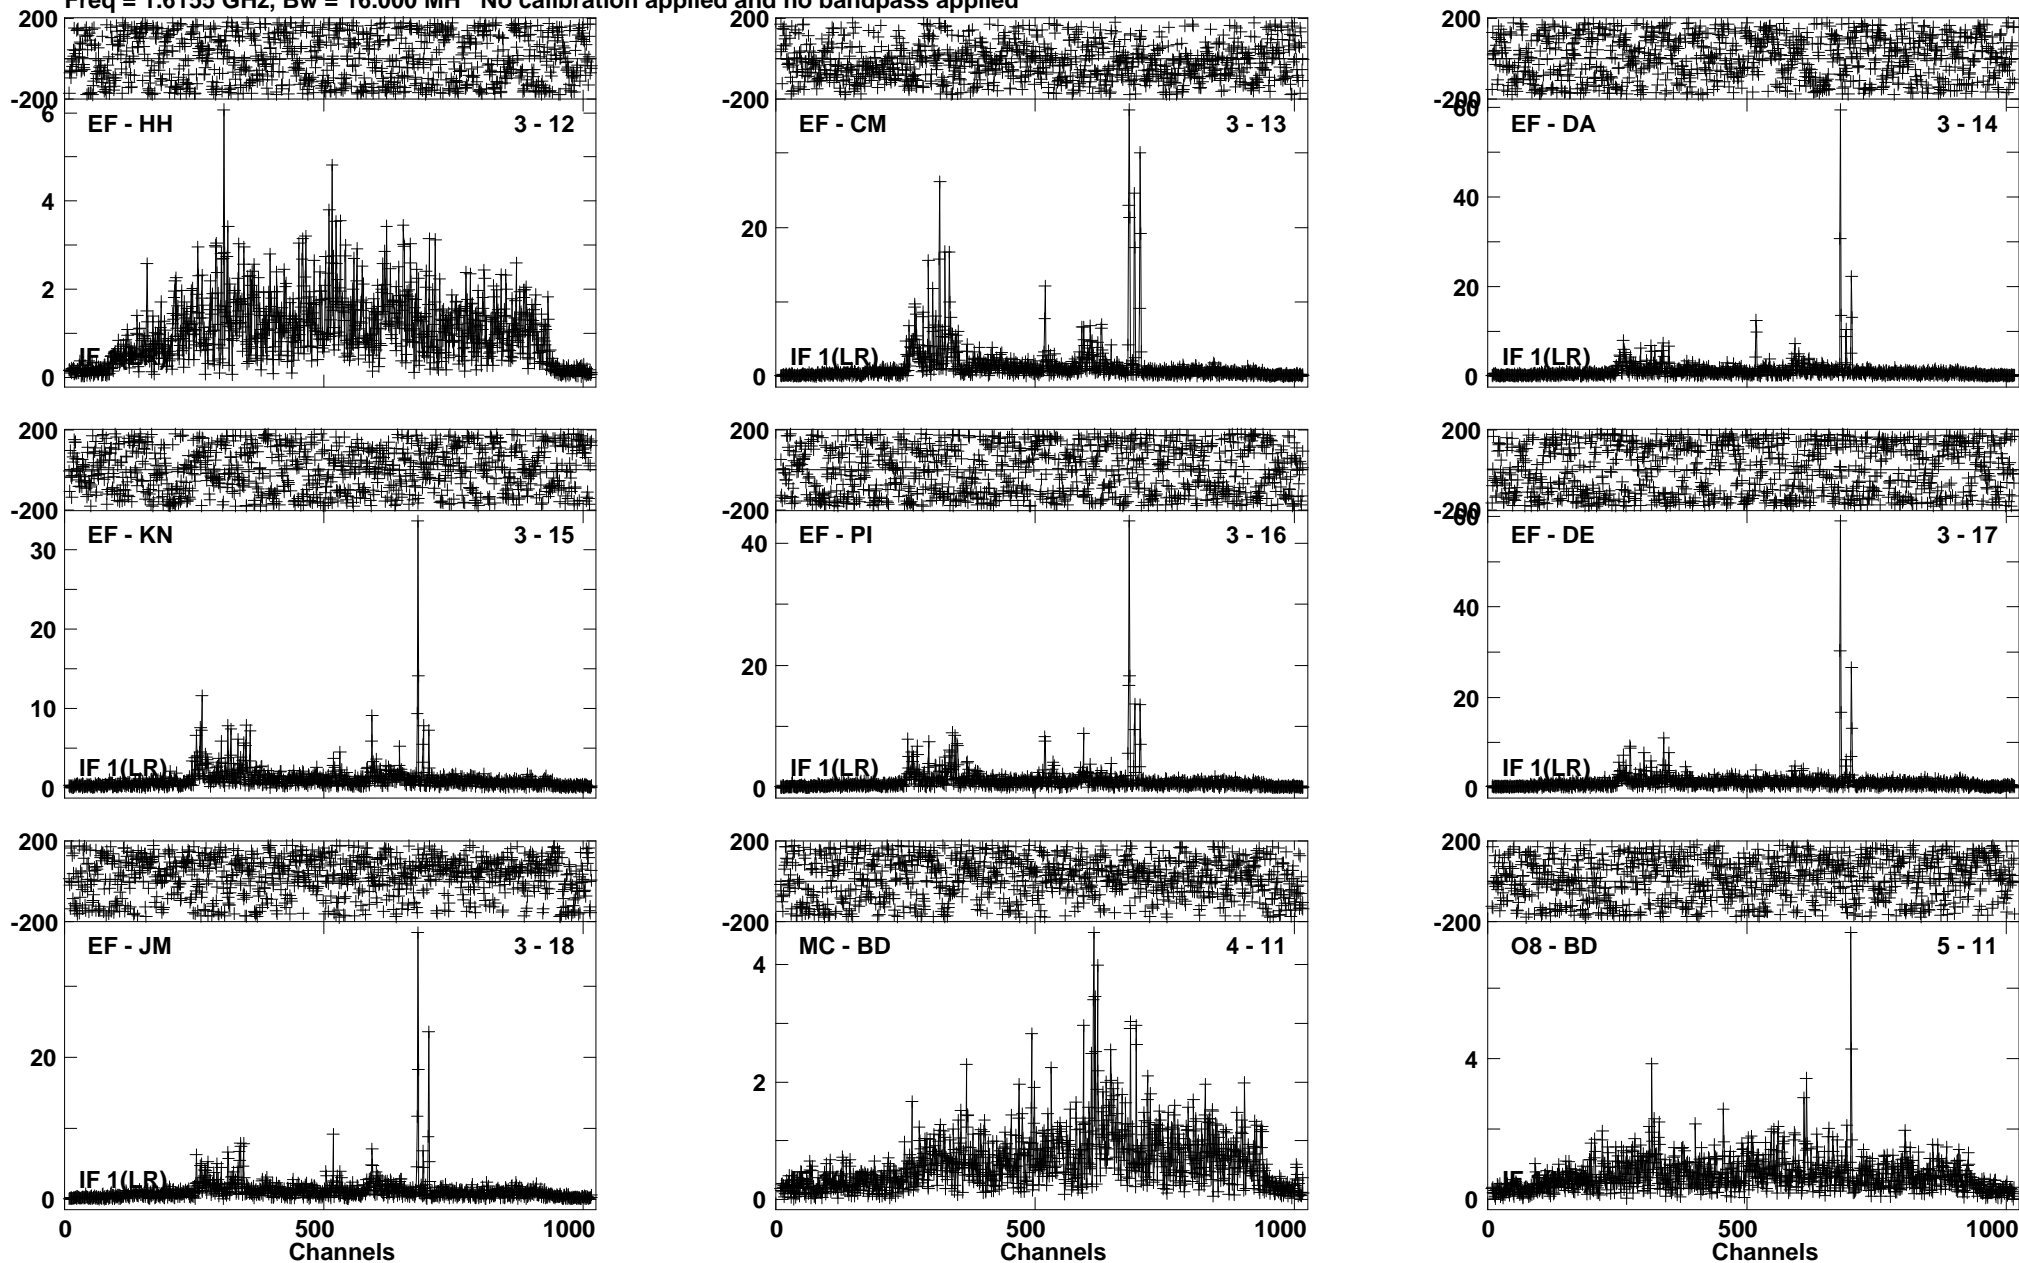 Freq = 1.6155 GHz, Bw = 16.000 MH No calibration applied and no bandpass applied
200
-200
EF - HH 3 - 12
6
4
2
0
IF
200
-200
EF - CM 3 - 13
20
0
IF 1(LR)
200
-200
60
EF - DA 3 - 14
40
20
0
IF 1(LR)
200
-200
EF - KN 3 - 15
30
20
10
0
IF 1(LR)
200
-200
EF - PI 3 - 16
40
20
0
IF 1(LR)
200
-200
60
EF - DE 3 - 17
40
20
0
IF 1(LR)
200
-200
EF - JM 3 - 18
20
0
IF 1(LR)
0 500 1000
Channels
200
-200
MC - BD 4 - 11
4
2
0
0 500 1000
Channels
200
-200
O8 - BD 5 - 11
4
0
IF
0 500 1000
Channels